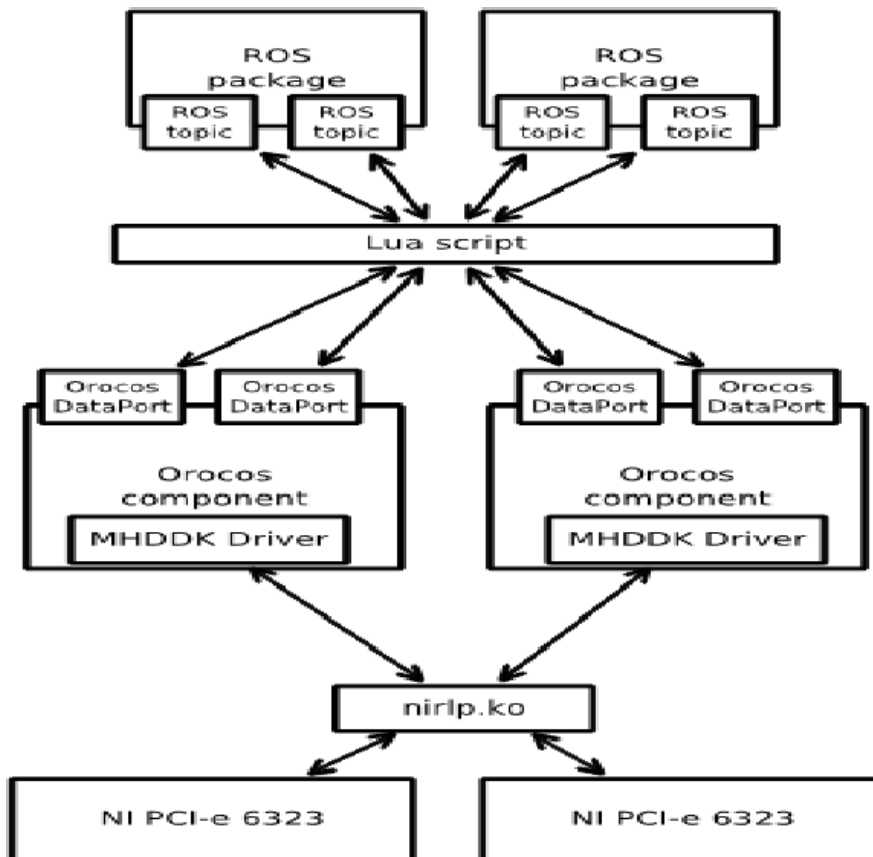 ROS
package
ROS
topic
ROS
topic
ROS
package
ROS
topic
ROS
topic
Lua script
Orocos
DataPort
Orocos
DataPort
Orocos
component
MHDDK Driver
Orocos
DataPort
Orocos
DataPort
Orocos
component
MHDDK Driver
nirlp.ko
NI PCI-e 6323
NI PCI-e 6323